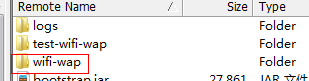 Remote Name Size Type
logs Folder
test-wifi-wap Folder
wifi-wap Folder
bootstrap.jar 27,861 JAR 文件